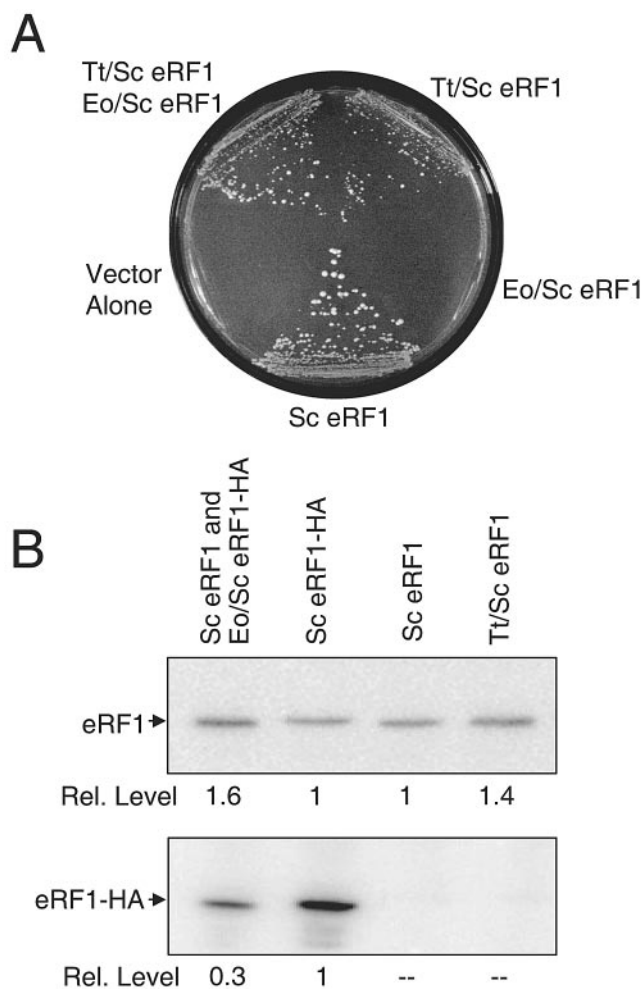 A
Tt/Sc eRF1
Eo/Sc eRF1
Tt/Sc eRF1
Vector
Alone
Eo/Sc eRF1
Sc eRF1
B
Sc eRF1 and
Eo/Sc eRF1-HA
Sc eRF1-HA
Sc eRF1
Tt/Sc eRF1
eRF1
Rel. Level 1.6 1 1 1.4
eRF1-HA
Rel. Level 0.3 1 -- --